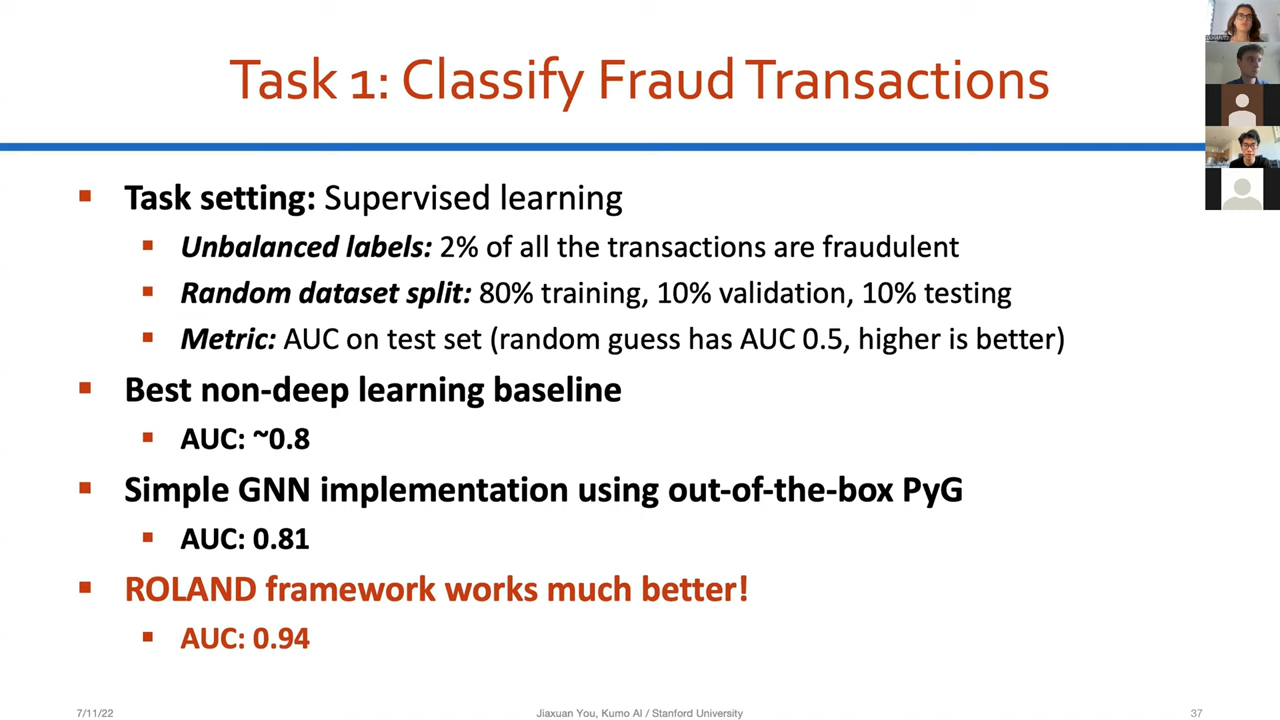 Task 1: Classify Fraud Transactions
▪ Task setting: Supervised learning
▪ Unbalanced labels: 2% of all the transactions are fraudulent
▪ Random dataset split: 80% training, 10% validation, 10% testing
▪ Metric: AUC on test set (random guess has AUC 0.5, higher is better)
▪ Best non-deep learning baseline
▪ AUC: ~0.8
▪ Simple GNN implementation using out-of-the-box PyG
▪ AUC: 0.81
▪ ROLAND framework works much better!
▪ AUC: 0.94
7/11/22
Jiaxuan You, Kumo AI / Stanford University
37